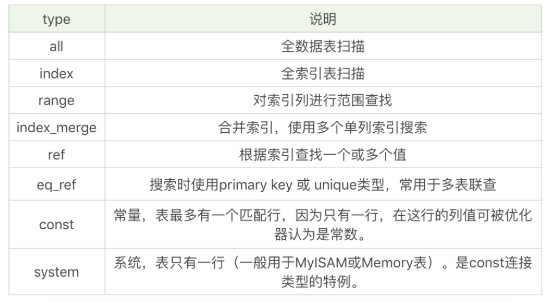 type 说明
all 全数据表扫描
index 全索引表扫描
range 对索引列进行范围查找
index_merge 合并索引，使用多个单列索引搜索
ref 根据索引查找一个或多个值
eq_ref 搜索时使用primary key 或 unique类型，常用于多表联查
const 常量，表最多有一个匹配行，因为只有一行，在这行的列值可被优化
器认为是常数。
system 系统，表只有一行（一般用于MyISAM或Memory表）。是const连接
类型的特例。